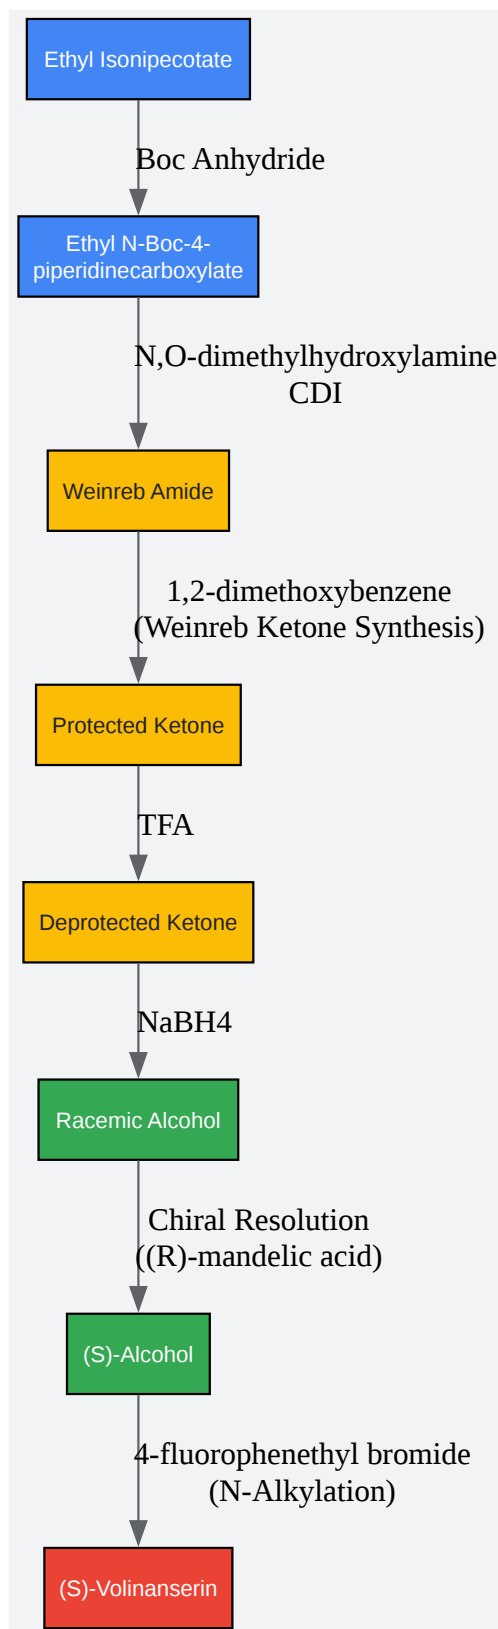 Ethyl Isonipecotate
Boc Anhydride
Ethyl N-Boc-4-
piperidinecarboxylate
N,O-dimethylhydroxylamine
CDI
Weinreb Amide
1,2-dimethoxybenzene
(Weinreb Ketone Synthesis)
Protected Ketone
TFA
Deprotected Ketone
NaBH4
Racemic Alcohol
Chiral Resolution
((R)-mandelic acid)
(S)-Alcohol
4-fluorophenethyl bromide
(N-Alkylation)
(S)-Volinanserin